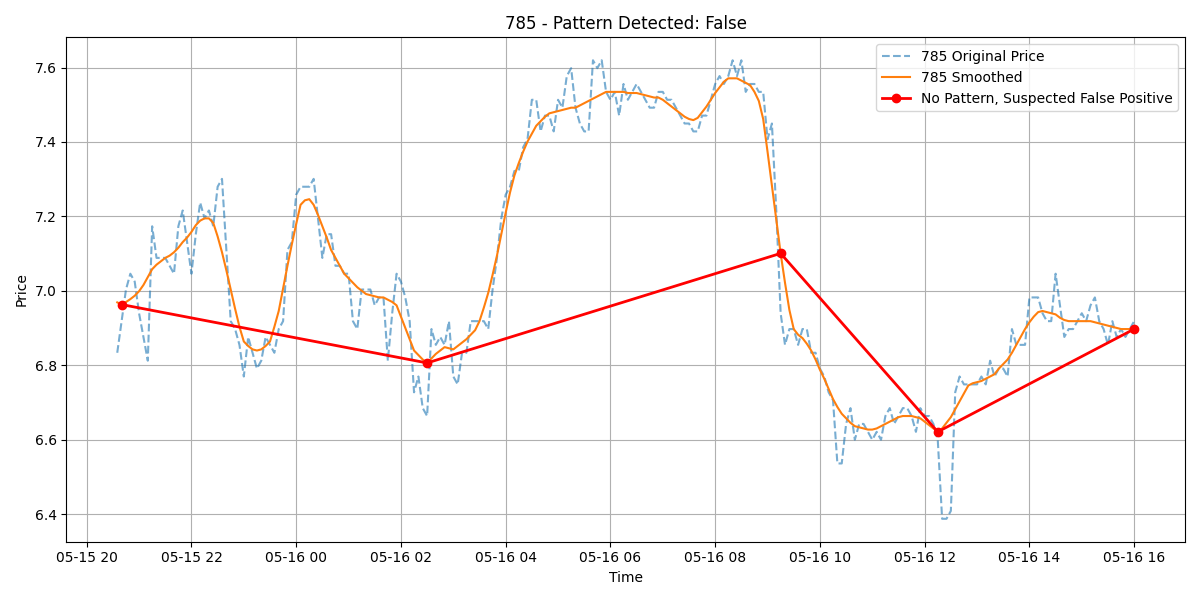 785 - Pattern Detected: False
785 Original Price
785 Smoothed
No Pattern, Suspected False Positive
Price
7.6
7.4
7.2
7.0
6.8
6.6
6.4
05-15 20 05-15 22 05-16 00 05-16 02 05-16 04 05-16 06 05-16 08 05-16 10 05-16 12 05-16 14 05-16 16
Time